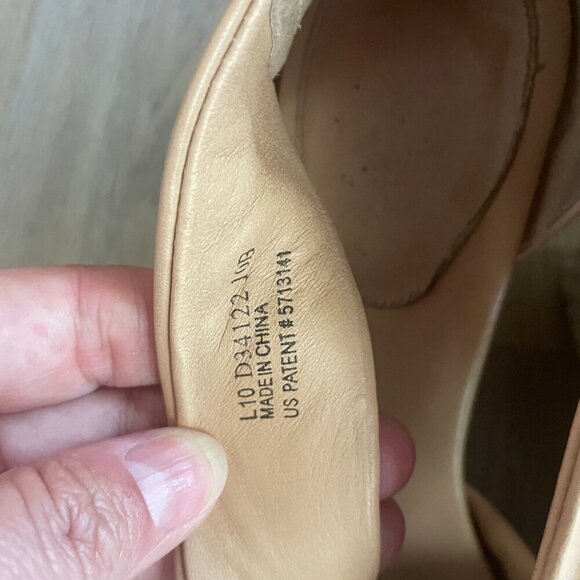 L10 D34122 10B
MADE IN CHINA
US PATENT # 5713141